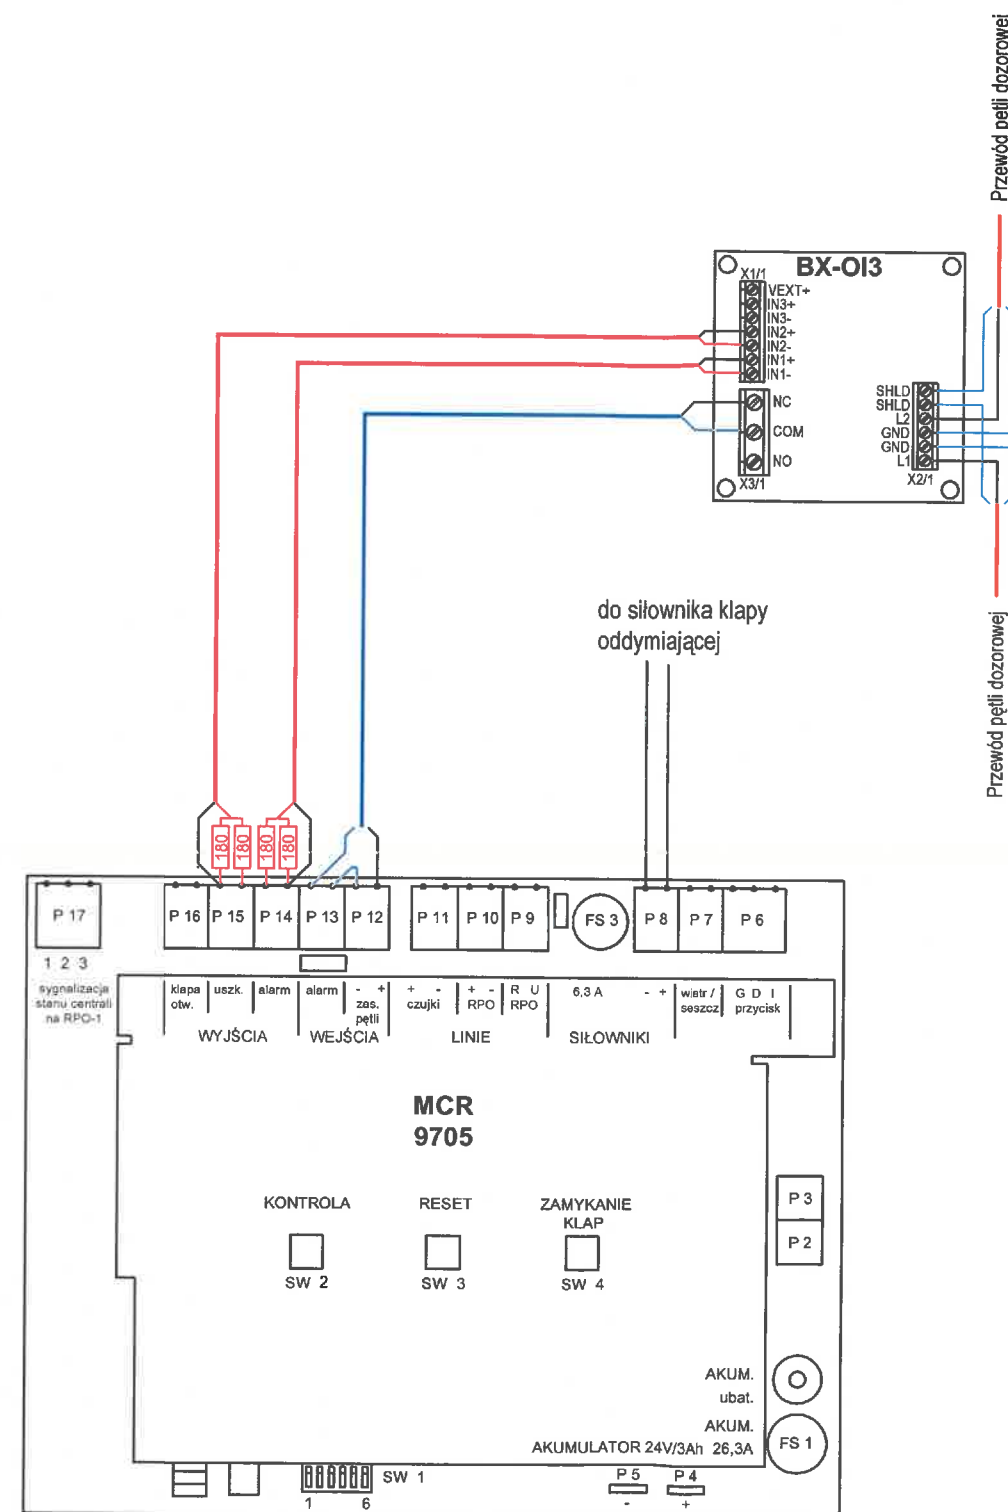 Przewód pętli dozorowej
BX-OI3
X1/1
VEXT+
IN3+
IN3-
IN2+
IN2-
IN1+
IN1-
NC
COM
NO
X3/1
SHLD
SHLD
L2
GND
GND
L1
X2/1
Przewód pętli dozorowej
do siłownika klapy
oddymiającej
180 180 180 180
P 17
P 16 P 15 P 14 P 13 P 12
P 11 P 10 P 9
FS 3
P 8 P 7 P 6
1 2 3
sygnalizacja
stanu centrali
na RPO-1
klapa
otw.
uszk.
alarm
alarm
- +
zas.
pętli
+ -
czujki
+ -
RPO
R U
RPO
6,3 A
- +
wiatr /
seszcz
G D I
przycisk
WYJŚCIA
WEJŚCIA
LINIE
SIŁOWNIKI
MCR
9705
KONTROLA
SW 2
RESET
SW 3
ZAMYKANIE
KLAP
SW 4
P 3
P 2
AKUM.
ubat.
AKUM.
AKUMULATOR 24V/3Ah 26,3A
FS 1
SW 1
1 6
P 5
-
P 4
+